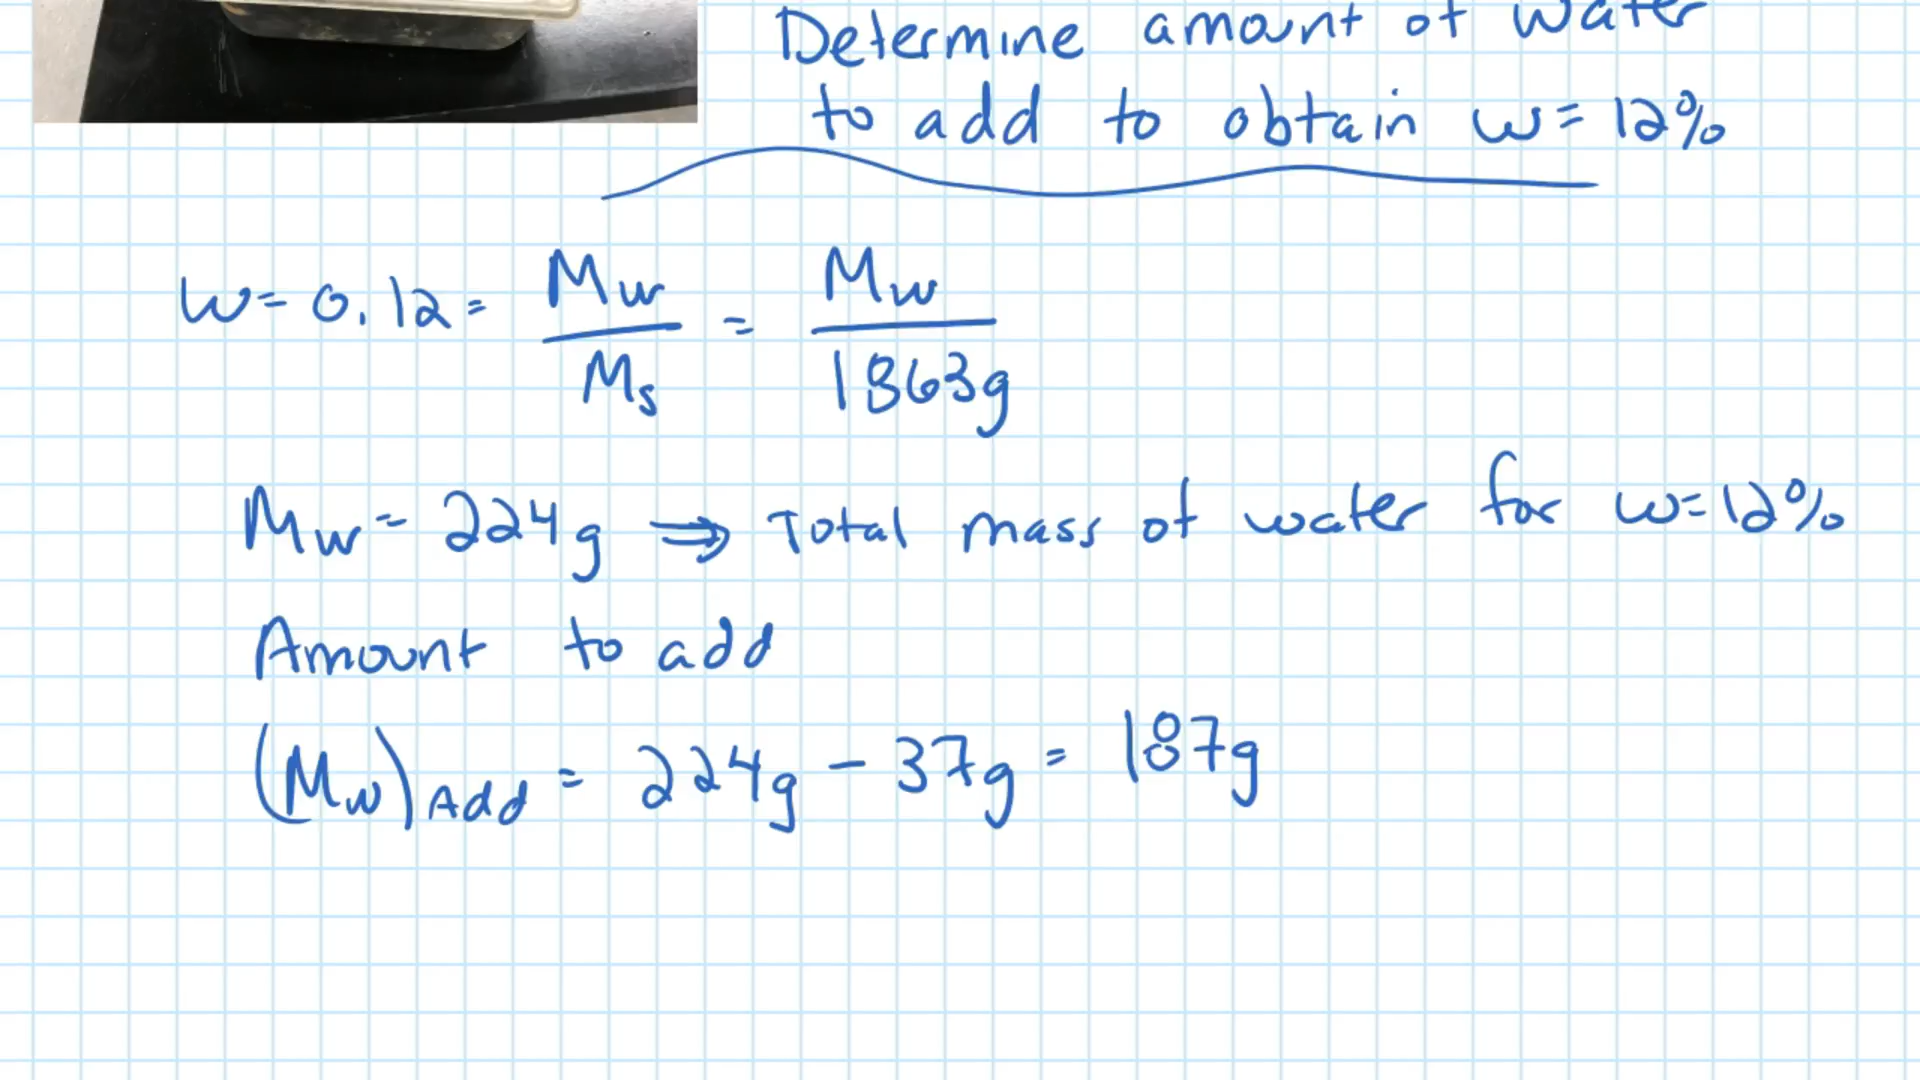 Determine amount of water
to add to obtain w= 12%
w= 0.12 = Mw/Ms = Mw/1863g
Mw= 224g ⇒ Total mass of water for w=12%
Amount to add
(Mw)Add = 224g - 37g = 187g